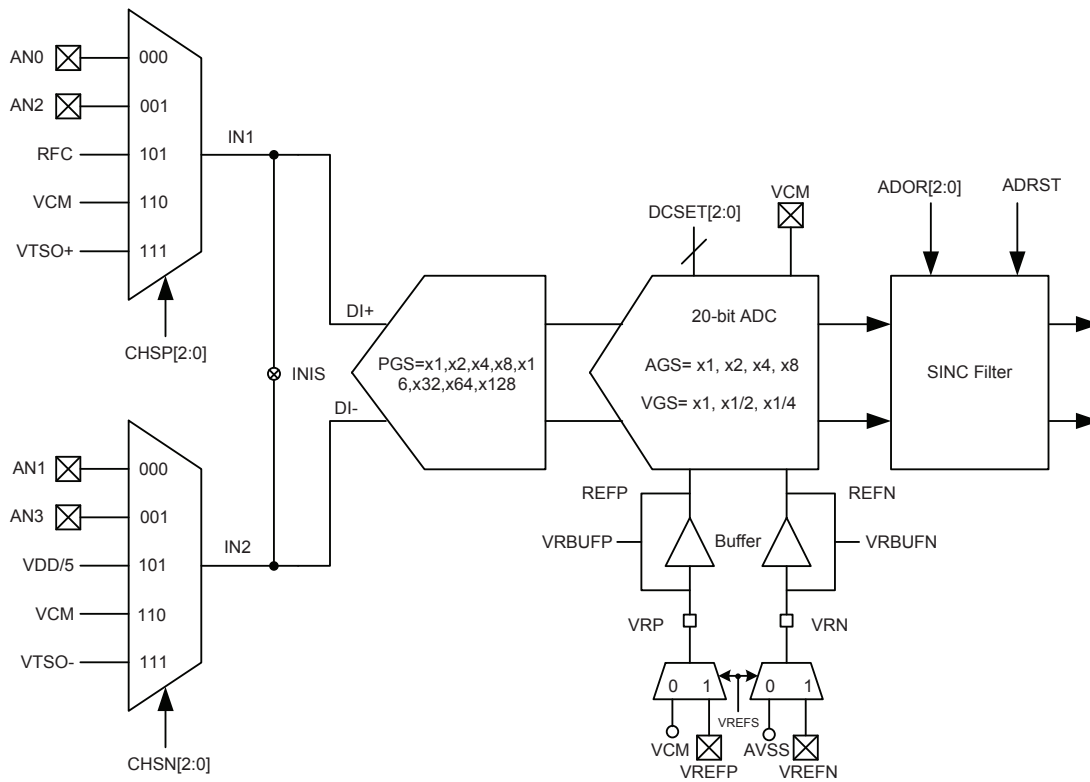 AN0
000
AN2
001
RFC
101
IN1
VCM
110
VTSO+
111
CHSP[2:0]
INIS
AN1
000
AN3
001
VDD/5
101
IN2
VCM
110
VTSO-
111
CHSN[2:0]
DI+
DI-
PGS=x1,x2,x4,x8,x1
6,x32,x64,x128
DCSET[2:0]
VCM
20-bit ADC
AGS= x1, x2, x4, x8
VGS= x1, x1/2, x1/4
ADOR[2:0]
ADRST
SINC Filter
REFP
REFN
VRBUFP
Buffer
VRBUFN
VRP
VRN
0 1
VREFS
0 1
VCM
VREFP
AVSS
VREFN